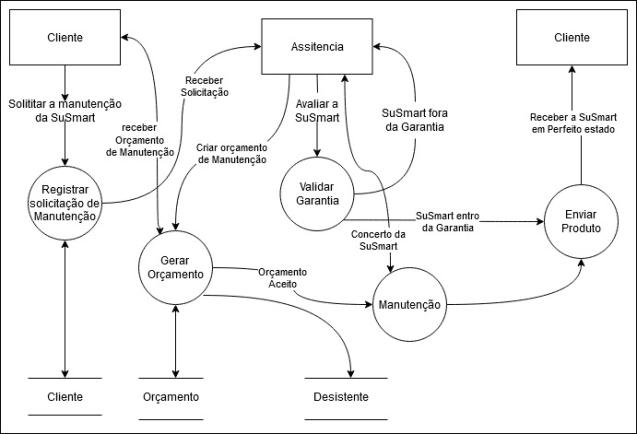 Cliente
Assitencia
Cliente
Solititar a manutenção
da SuSmart
receber
Orçamento
de Manutenção
Receber
Solicitação
Avaliar a
SuSmart
SuSmart fora
da Garantia
Receber a SuSmart
em Perfeito estado
Criar orçamento
de Manutenção
Registrar
solicitação de
Manutenção
Validar
Garantia
SuSmart entro
da Garantia
Enviar
Produto
Concerto da
SuSmart
Gerar
Orçamento
Orçamento
Aceito
Manutenção
Cliente
Orçamento
Desistente